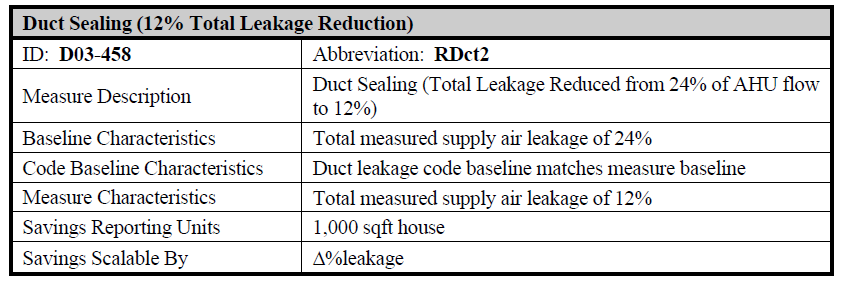 Duct Sealing (12% Total Leakage Reduction)
ID: D03-458 Abbreviation: RDct2
Measure Description Duct Sealing (Total Leakage Reduced from 24% of AHU flow
to 12%)
Baseline Characteristics Total measured supply air leakage of 24%
Code Baseline Characteristics Duct leakage code baseline matches measure baseline
Measure Characteristics Total measured supply air leakage of 12%
Savings Reporting Units 1,000 sqft house
Savings Scalable By Δ%leakage